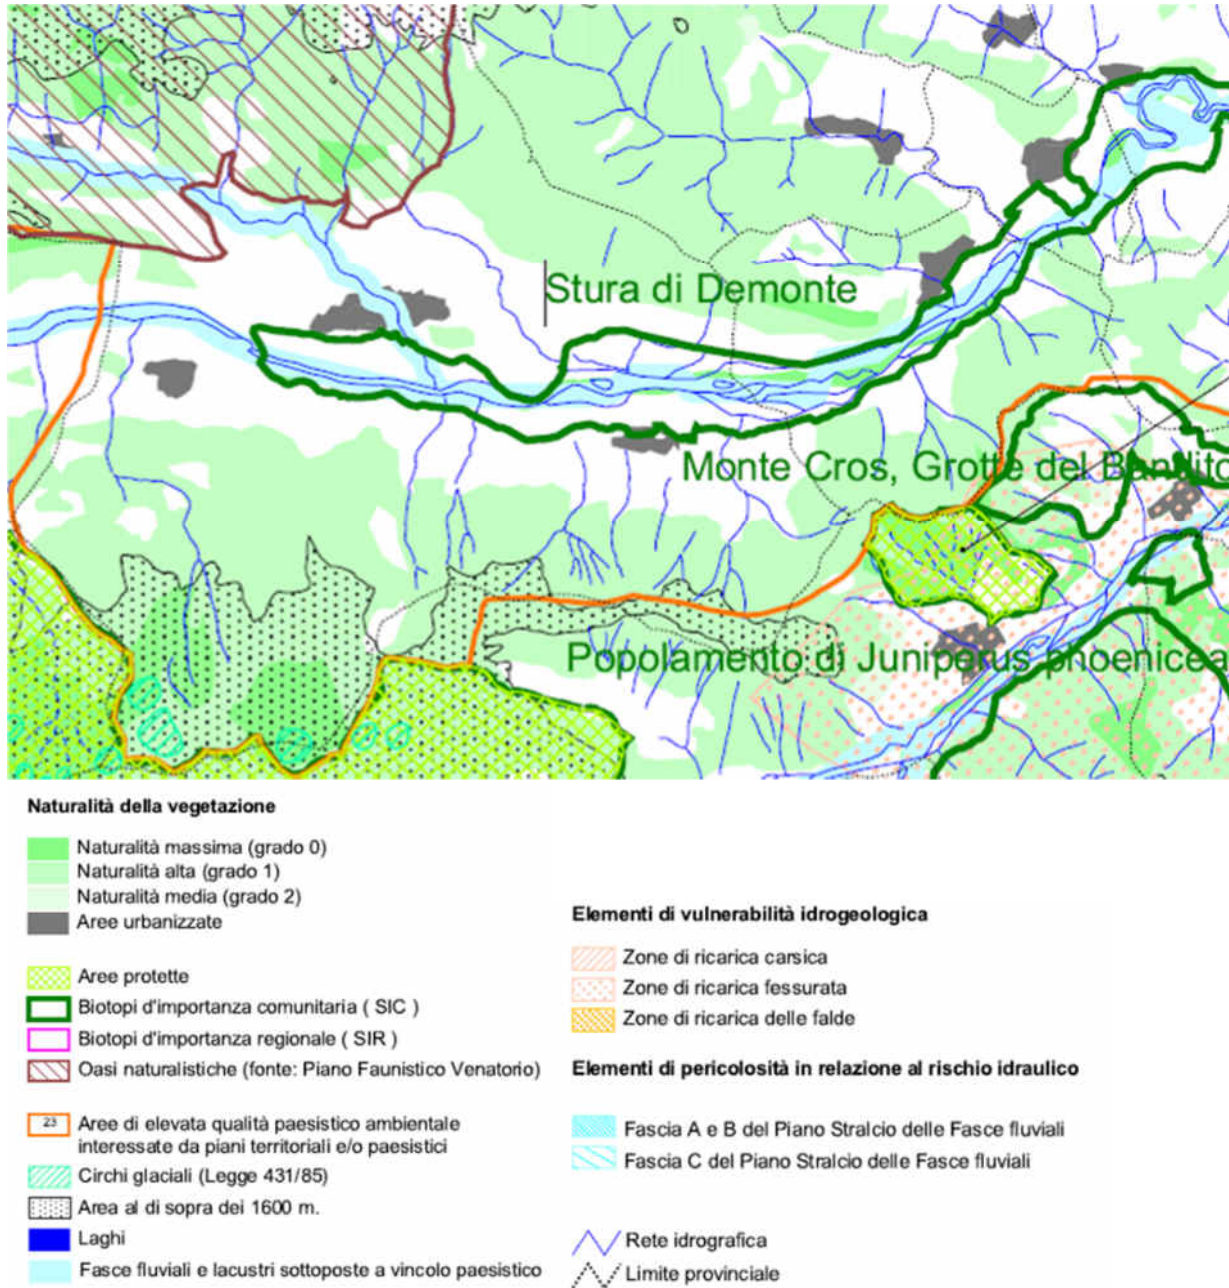 Stura di Demonte
Monte Cros, Grotte del Bandito
Popolamento di Juniperus phoenicea
Naturalità della vegetazione
Naturalità massima (grado 0)
Naturalità alta (grado 1)
Naturalità media (grado 2)
Aree urbanizzate
Aree protette
Biotopi d'importanza comunitaria ( SIC )
Biotopi d'importanza regionale ( SIR )
Oasi naturalistiche (fonte: Piano Faunistico Venatorio)
23 Aree di elevata qualità paesistico ambientale
interessate da piani territoriali e/o paesistici
Circhi glaciali (Legge 431/85)
Area al di sopra dei 1600 m.
Laghi
Fasce fluviali e lacustri sottoposte a vincolo paesistico
Elementi di vulnerabilità idrogeologica
Zone di ricarica carsica
Zone di ricarica fessurata
Zone di ricarica delle falde
Elementi di pericolosità in relazione al rischio idraulico
Fascia A e B del Piano Stralcio delle Fasce fluviali
Fascia C del Piano Stralcio delle Fasce fluviali
Rete idrografica
Limite provinciale